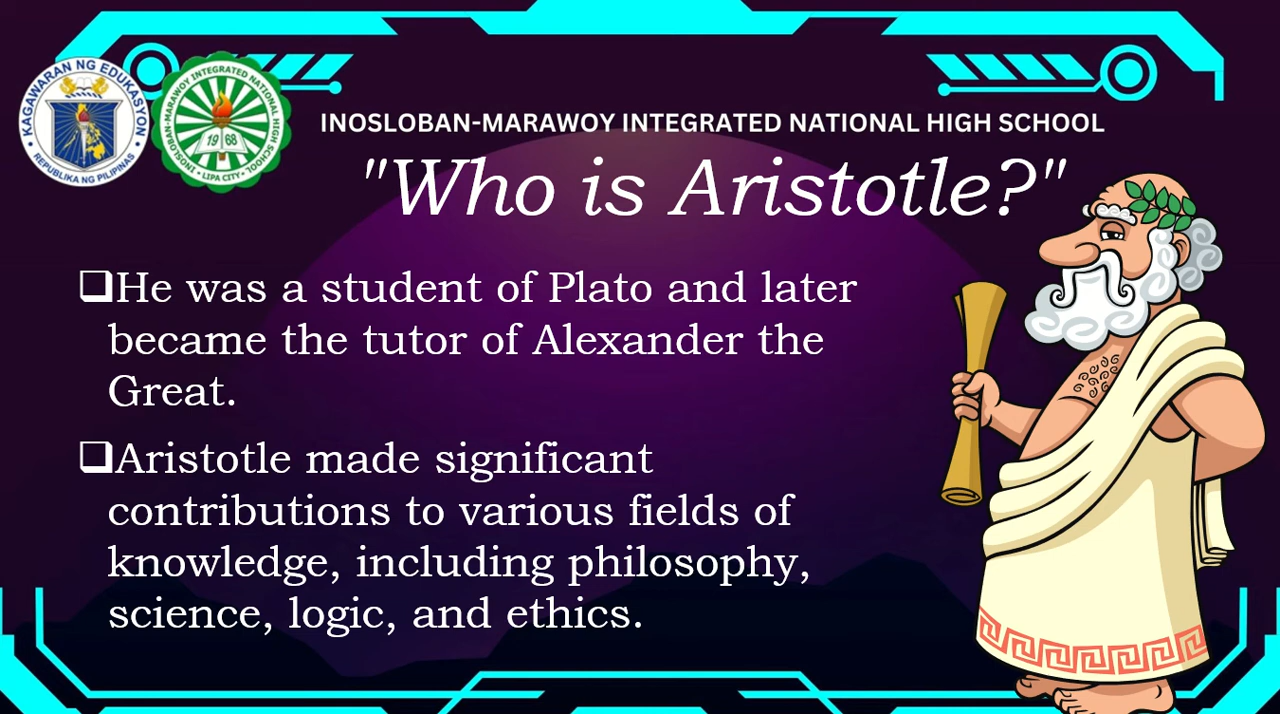 KAGAWARAN NG EDUKASYON
REPUBLIKA NG PILIPINAS
INOSLOBAN-MARAWOY INTEGRATED NATIONAL HIGH SCHOOL
19 68
LIPA CITY
INOSLOBAN-MARAWOY INTEGRATED NATIONAL HIGH SCHOOL
"Who is Aristotle?"
❑He was a student of Plato and later
became the tutor of Alexander the
Great.
❑Aristotle made significant
contributions to various fields of
knowledge, including philosophy,
science, logic, and ethics.